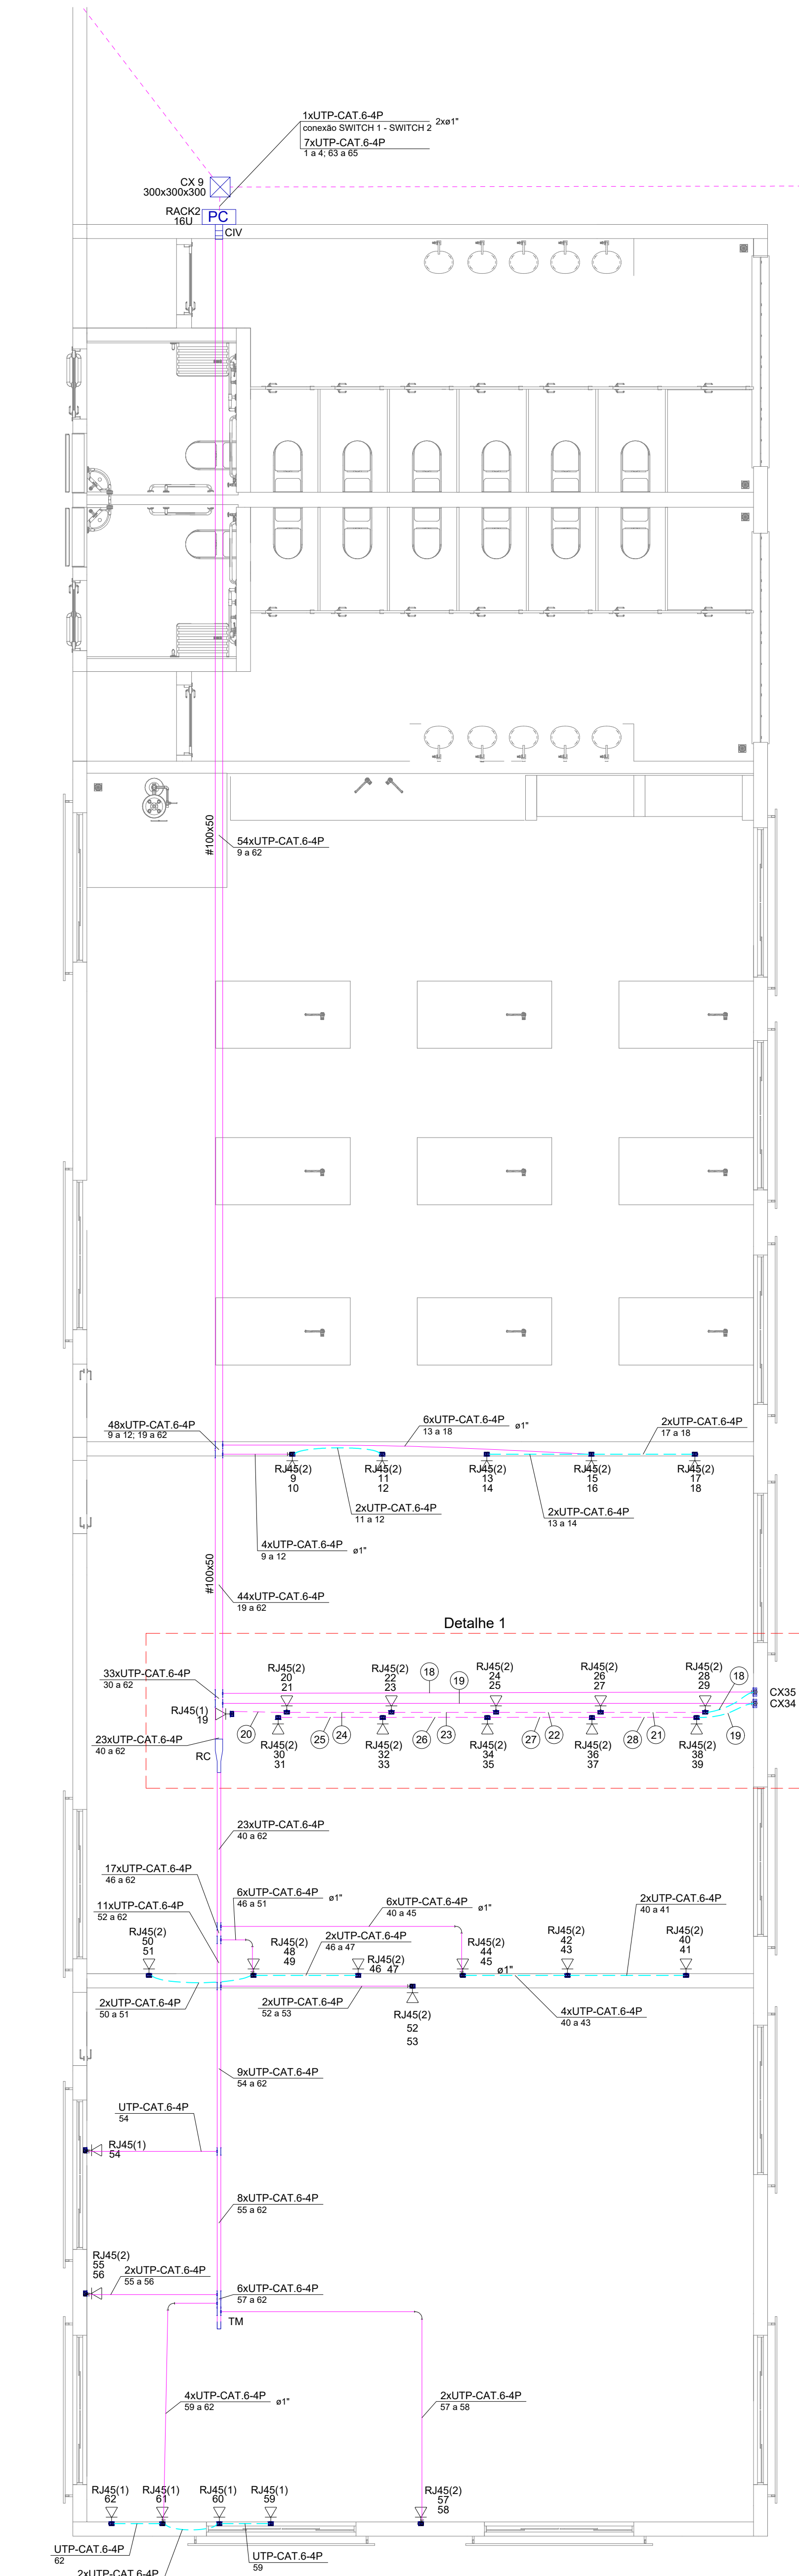 1xUTP-CAT.6-4P
conexão SWITCH 1 - SWITCH 2
2xø1"
7xUTP-CAT.6-4P
1 a 4; 63 a 65
CX 9
300x300x300
RACK2
16U
PC
CIV
#100x50
54xUTP-CAT.6-4P
9 a 62
48xUTP-CAT.6-4P
9 a 12; 19 a 62
6xUTP-CAT.6-4P
13 a 18
ø1"
2xUTP-CAT.6-4P
17 a 18
RJ45(2)
9
10
RJ45(2)
11
12
RJ45(2)
13
14
RJ45(2)
15
16
RJ45(2)
17
18
2xUTP-CAT.6-4P
11 a 12
2xUTP-CAT.6-4P
13 a 14
4xUTP-CAT.6-4P
9 a 12
ø1"
#100x50
44xUTP-CAT.6-4P
19 a 62
Detalhe 1
33xUTP-CAT.6-4P
30 a 62
RJ45(2)
20
21
RJ45(2)
22
23
RJ45(2)
24
25
RJ45(2)
26
27
RJ45(2)
28
29
18
19
18
CX35
CX34
RJ45(1)
19
20
25
24
26
23
27
22
28
21
19
23xUTP-CAT.6-4P
40 a 62
RC
RJ45(2)
30
31
RJ45(2)
32
33
RJ45(2)
34
35
RJ45(2)
36
37
RJ45(2)
38
39
23xUTP-CAT.6-4P
40 a 62
17xUTP-CAT.6-4P
46 a 62
6xUTP-CAT.6-4P
46 a 51
ø1"
6xUTP-CAT.6-4P
40 a 45
ø1"
2xUTP-CAT.6-4P
40 a 41
11xUTP-CAT.6-4P
52 a 62
RJ45(2)
50
51
RJ45(2)
48
49
2xUTP-CAT.6-4P
46 a 47
RJ45(2)
46 47
RJ45(2)
44
45
RJ45(2)
42
43
RJ45(2)
40
41
ø1"
2xUTP-CAT.6-4P
50 a 51
2xUTP-CAT.6-4P
52 a 53
RJ45(2)
52
53
4xUTP-CAT.6-4P
40 a 43
9xUTP-CAT.6-4P
54 a 62
UTP-CAT.6-4P
54
RJ45(1)
54
8xUTP-CAT.6-4P
55 a 62
RJ45(2)
55
56
2xUTP-CAT.6-4P
55 a 56
6xUTP-CAT.6-4P
57 a 62
TM
4xUTP-CAT.6-4P
59 a 62
ø1"
2xUTP-CAT.6-4P
57 a 58
RJ45(1)
62
RJ45(1)
61
RJ45(1)
60
RJ45(1)
59
RJ45(2)
57
58
UTP-CAT.6-4P
62
UTP-CAT.6-4P
59
2xUTP-CAT.6-4P